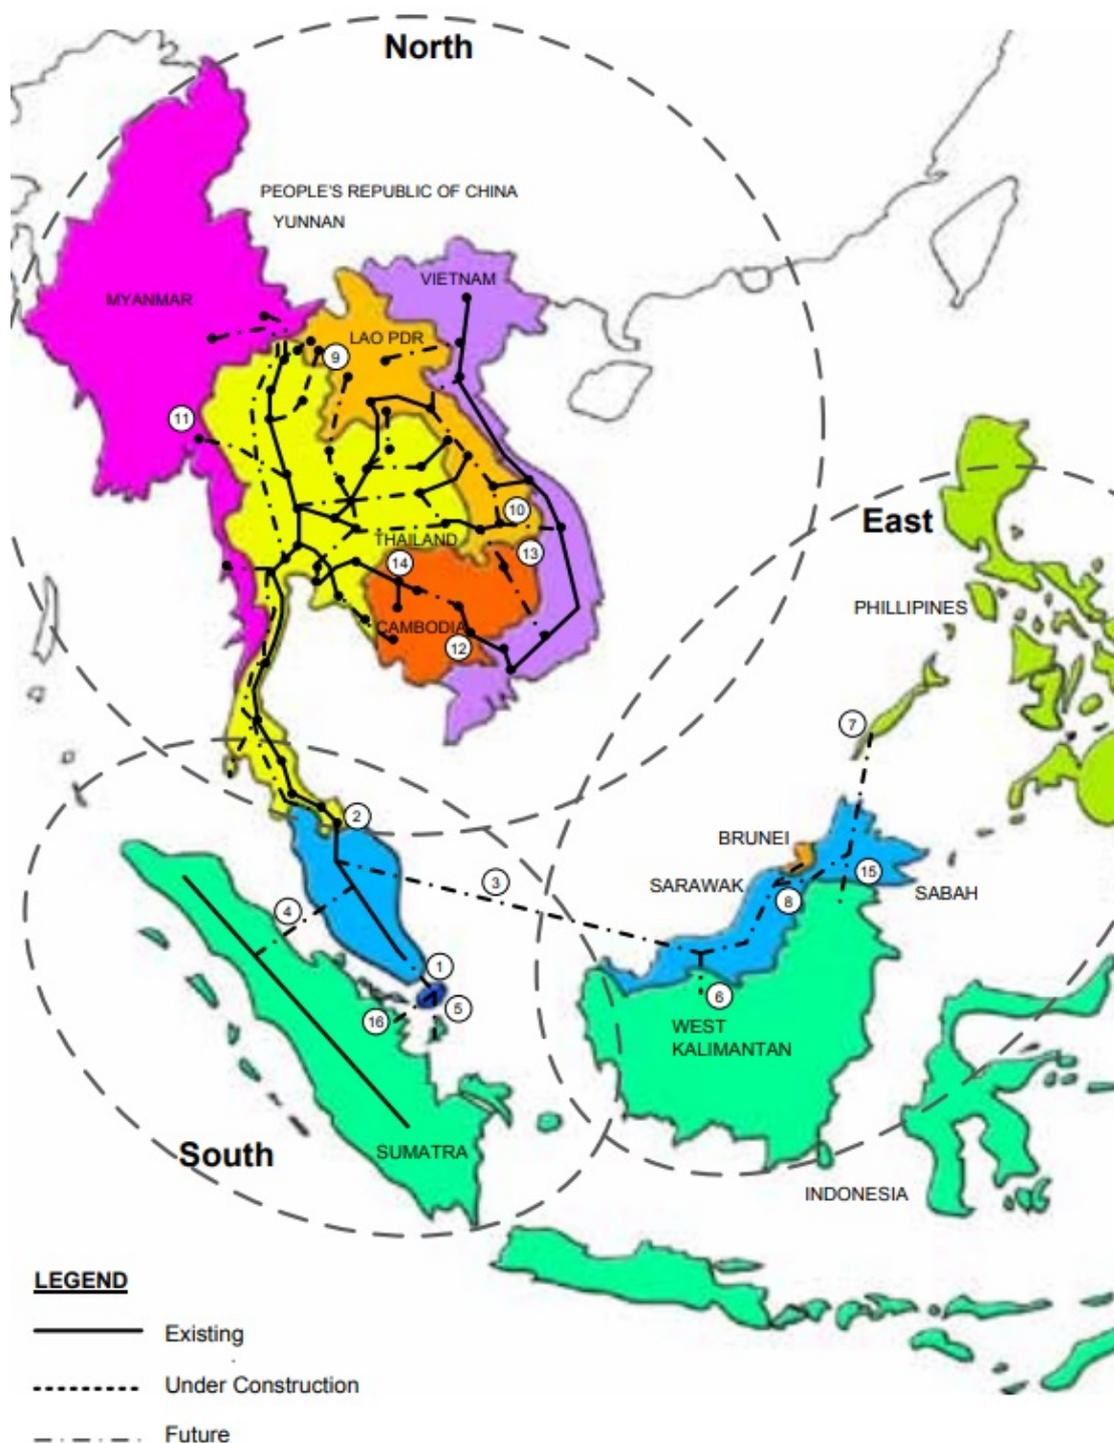 North
PEOPLE'S REPUBLIC OF CHINA
YUNNAN
VIETNAM
MYANMAR
LAO PDR
9
11
10
East
THAILAND
13
14
PHILLIPINES
CAMBODIA
12
7
2
BRUNEI
3
15
SARAWAK
SABAH
8
4
1
6
5
16
WEST
KALIMANTAN
South
SUMATRA
INDONESIA
LEGEND
Existing
Under Construction
Future